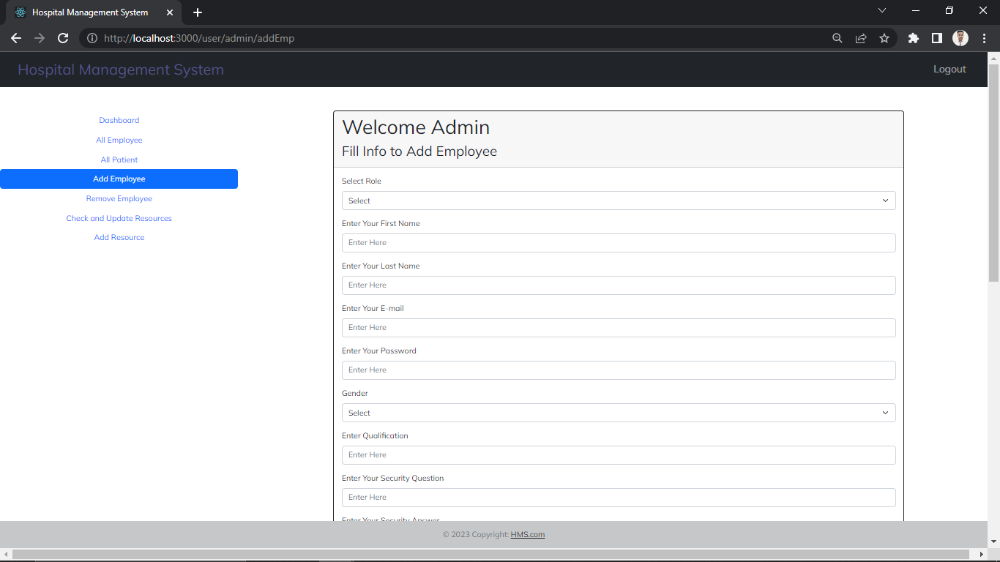 Hospital Management System
http://localhost:3000/user/admin/addEmp
Hospital Management System
Logout
Dashboard
All Employee
All Patient
Add Employee
Remove Employee
Check and Update Resources
Add Resource
Welcome Admin
Fill Info to Add Employee
Select Role
Select
Enter Your First Name
Enter Here
Enter Your Last Name
Enter Here
Enter Your E-mail
Enter Here
Enter Your Password
Enter Here
Gender
Select
Enter Qualification
Enter Here
Enter Your Security Question
Enter Here
Enter Your Security Answer
© 2023 Copyright: HMS.com